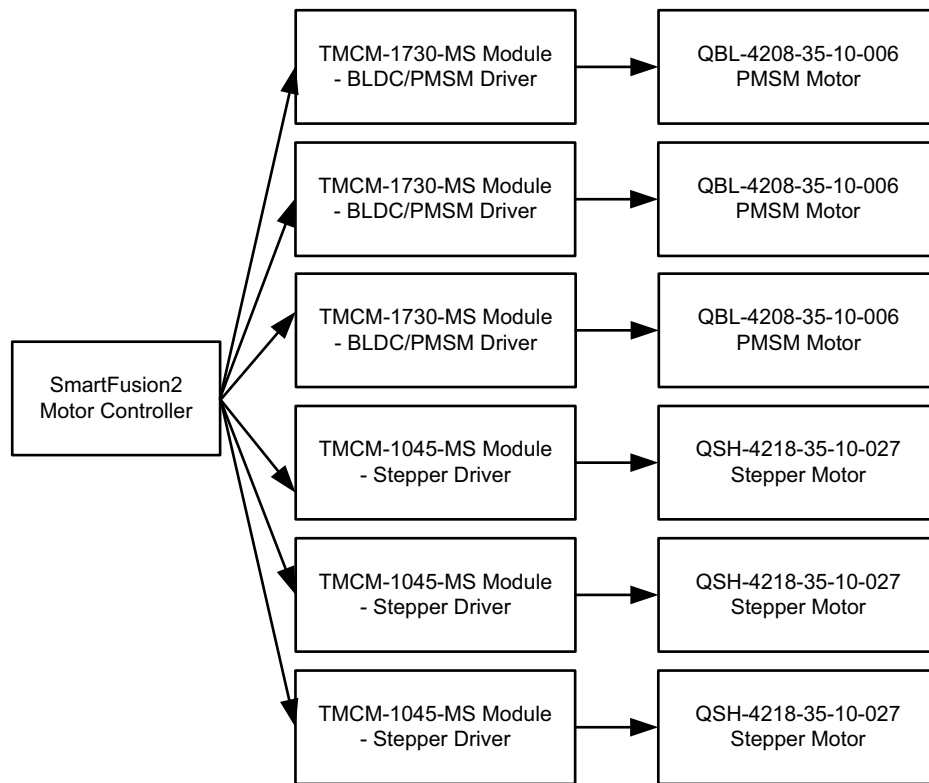 TMCM-1730-MS Module
- BLDC/PMSM Driver
QBL-4208-35-10-006
PMSM Motor
TMCM-1730-MS Module
- BLDC/PMSM Driver
QBL-4208-35-10-006
PMSM Motor
TMCM-1730-MS Module
- BLDC/PMSM Driver
QBL-4208-35-10-006
PMSM Motor
SmartFusion2
Motor Controller
TMCM-1045-MS Module
- Stepper Driver
QSH-4218-35-10-027
Stepper Motor
TMCM-1045-MS Module
- Stepper Driver
QSH-4218-35-10-027
Stepper Motor
TMCM-1045-MS Module
- Stepper Driver
QSH-4218-35-10-027
Stepper Motor